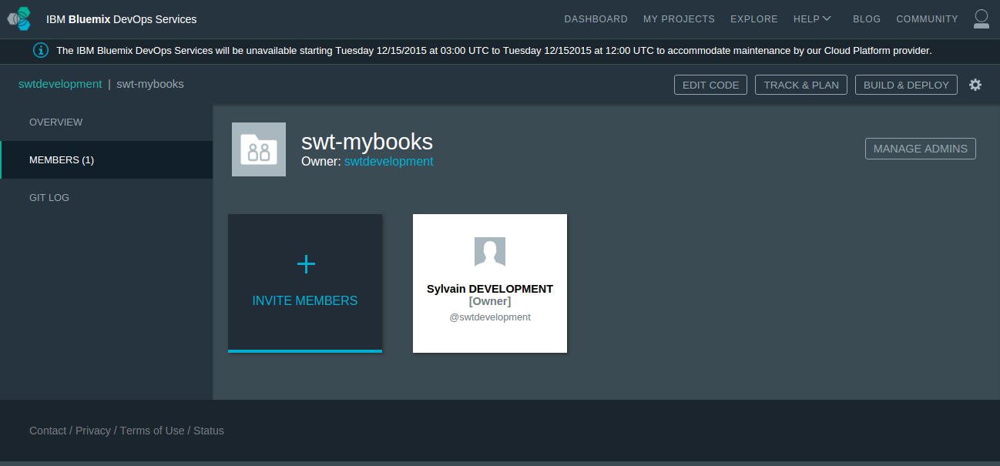 IBM Bluemix DevOps Services
DASHBOARD MY PROJECTS EXPLORE HELP BLOG COMMUNITY
The IBM Bluemix DevOps Services will be unavailable starting Tuesday 12/15/2015 at 03:00 UTC to Tuesday 12/152015 at 12:00 UTC to accommodate maintenance by our Cloud Platform provider.
swtdevelopment | swt-mybooks
EDIT CODE TRACK & PLAN BUILD & DEPLOY
OVERVIEW
MEMBERS (1)
GIT LOG
swt-mybooks
Owner: swtdevelopment
MANAGE ADMINS
INVITE MEMBERS
Sylvain DEVELOPMENT
[Owner]
@swtdevelopment
Contact / Privacy / Terms of Use / Status